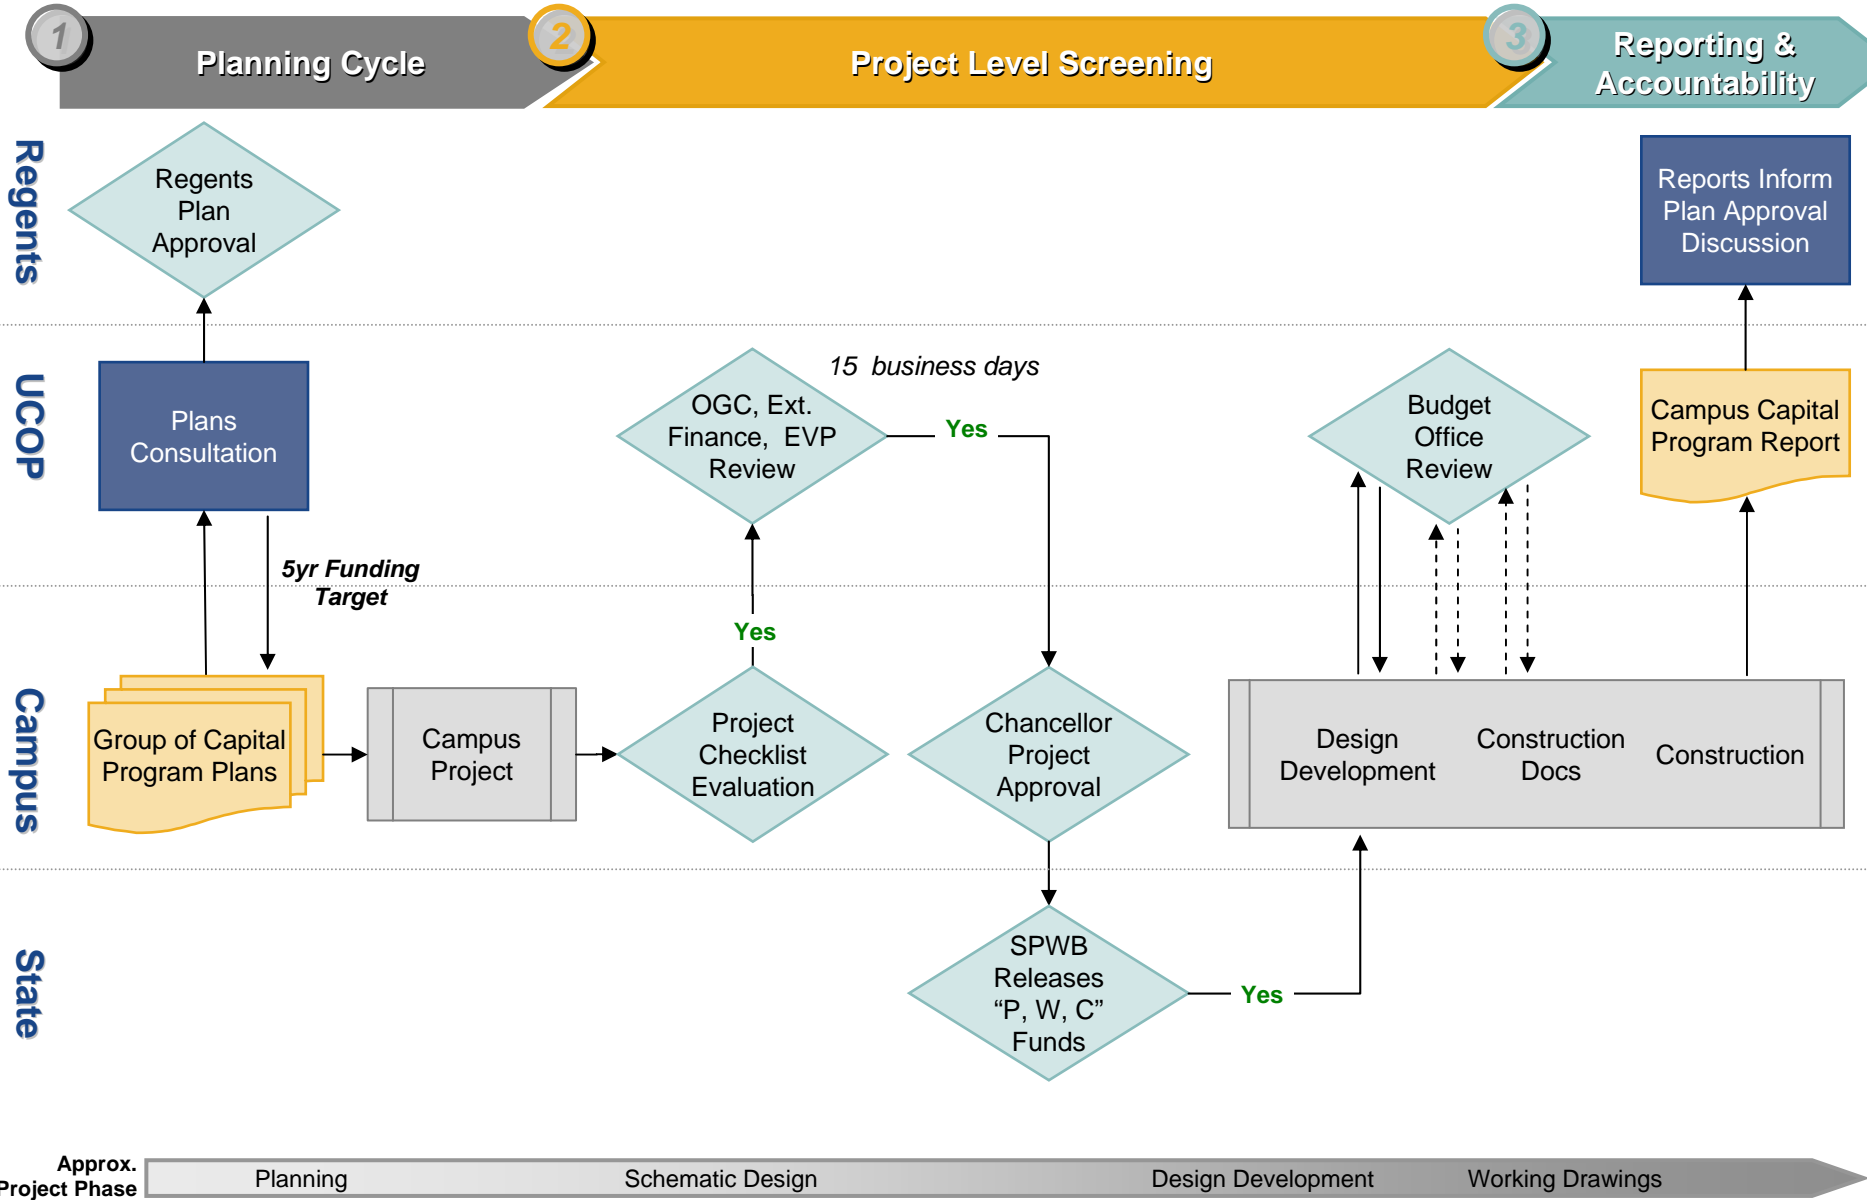 1
Planning Cycle
2
Project Level Screening
3
Reporting &
Accountability
Regents
Regents
Plan
Approval
Reports Inform
Plan Approval
Discussion
UCOP
Plans
Consultation
5yr Funding
Target
OGC, Ext.
Finance, EVP
Review
15 business days
Yes
Budget
Office
Review
Campus Capital
Program Report
Yes
Campus
Group of Capital
Program Plans
Campus
Project
Project
Checklist
Evaluation
Chancellor
Project
Approval
Design
Development
Construction
Docs
Construction
State
SPWB
Releases
“P, W, C”
Funds
Yes
Approx.
Project Phase
Planning
Schematic Design
Design Development
Working Drawings